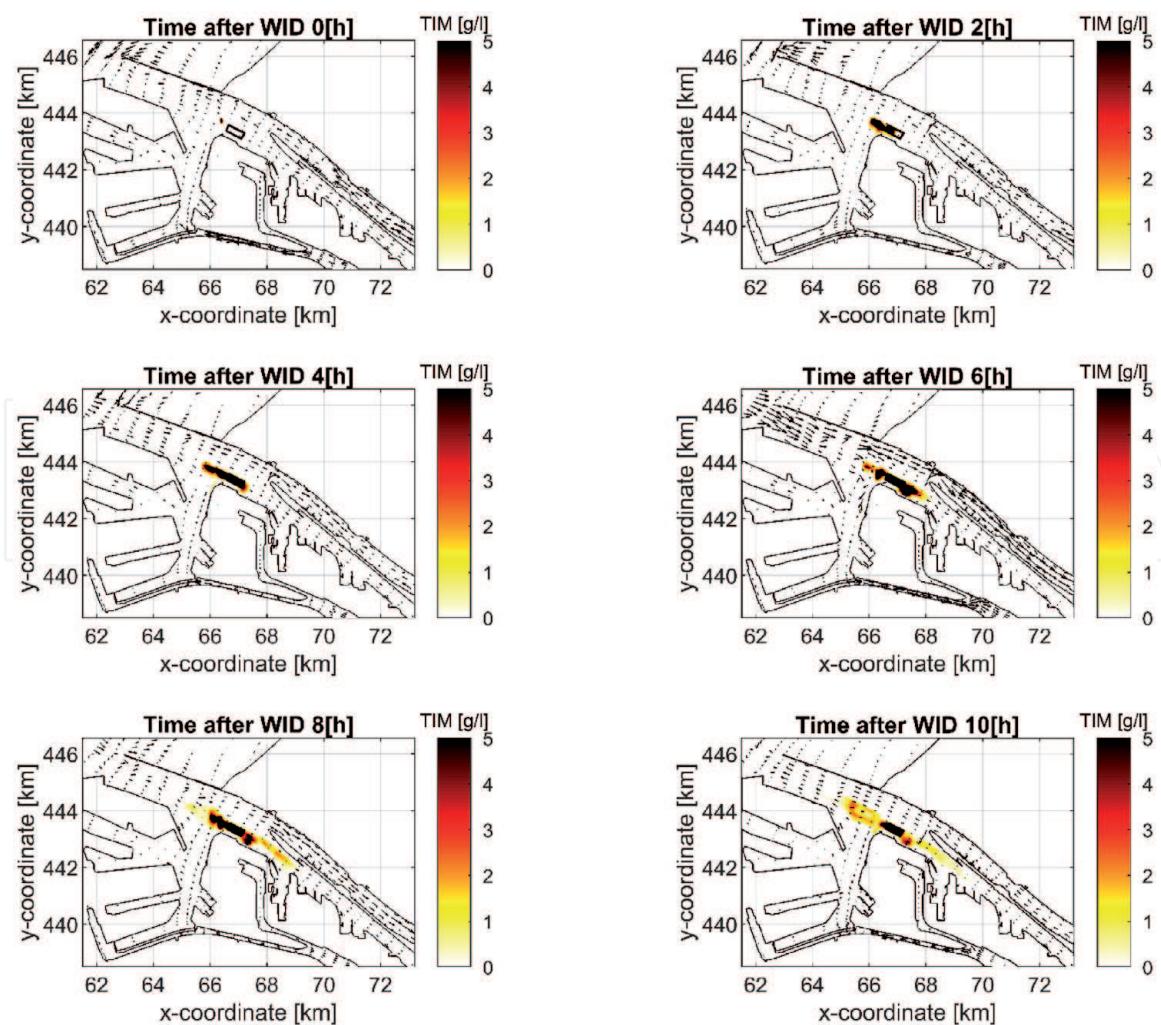 Time after WID 0[h]
TIM [g/l]
446
444
442
440
y-coordinate [km]
62 64 66 68 70 72
x-coordinate [km]
5
4
3
2
1
0
Time after WID 2[h]
TIM [g/l]
446
444
442
440
y-coordinate [km]
62 64 66 68 70 72
x-coordinate [km]
5
4
3
2
1
0
Time after WID 4[h]
TIM [g/l]
446
444
442
440
y-coordinate [km]
62 64 66 68 70 72
x-coordinate [km]
5
4
3
2
1
0
Time after WID 6[h]
TIM [g/l]
446
444
442
440
y-coordinate [km]
62 64 66 68 70 72
x-coordinate [km]
5
4
3
2
1
0
Time after WID 8[h]
TIM [g/l]
446
444
442
440
y-coordinate [km]
62 64 66 68 70 72
x-coordinate [km]
5
4
3
2
1
0
Time after WID 10[h]
TIM [g/l]
446
444
442
440
y-coordinate [km]
62 64 66 68 70 72
x-coordinate [km]
5
4
3
2
1
0